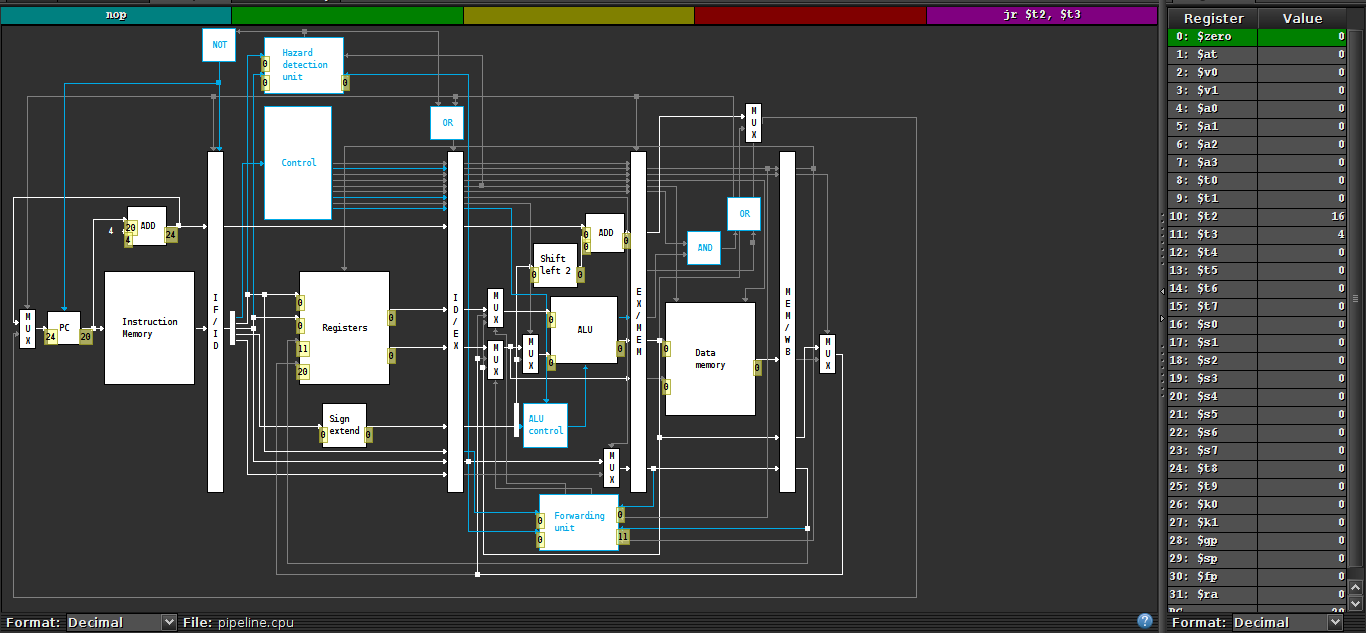 nop
jr $t2, $t3
NOT
Hazard
detection
unit
0
0
0
OR
Control
MUX
OR
AND
4
20
4
ADD
24
ADD
0
0
0
Shift
left 2
0
0
MUX
24
PC
20
Instruction
Memory
IF/ID
Registers
0
0
11
20
0
0
Sign
extend
0
0
ID/EX
MUX
MUX
MUX
ALU
0
0
0
ALU
control
MUX
EX/MEM
Data
memory
0
0
0
MEM/WB
MUX
Forwarding
unit
0
0
0
11
Format: Decimal File: pipeline.cpu
?
Register Value
0: $zero 0
1: $at 0
2: $v0 0
3: $v1 0
4: $a0 0
5: $a1 0
6: $a2 0
7: $a3 0
8: $t0 0
9: $t1 0
10: $t2 16
11: $t3 4
12: $t4 0
13: $t5 0
14: $t6 0
15: $t7 0
16: $s0 0
17: $s1 0
18: $s2 0
19: $s3 0
20: $s4 0
21: $s5 0
22: $s6 0
23: $s7 0
24: $t8 0
25: $t9 0
26: $k0 0
27: $k1 0
28: $gp 0
29: $sp 0
30: $fp 0
31: $ra 0
Format: Decimal